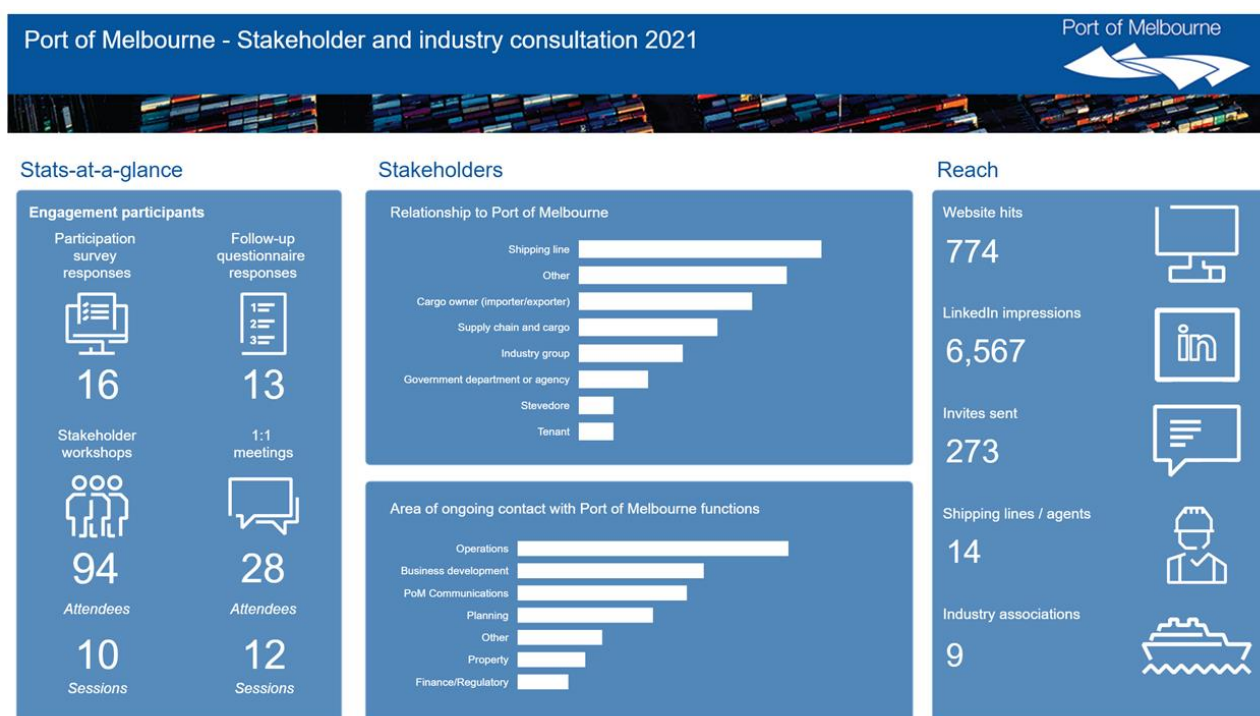 Port of Melbourne - Stakeholder and industry consultation 2021
Port of Melbourne
Stats-at-a-glance
Engagement participants
Participation
survey
responses
16
Follow-up
questionnaire
responses
1
2
3
13
Stakeholder
workshops
94
Attendees
10
Sessions
1:1
meetings
28
Attendees
12
Sessions
Stakeholders
Relationship to Port of Melbourne
Shipping line
Other
Cargo owner (importer/exporter)
Supply chain and cargo
Industry group
Government department or agency
Stevedore
Tenant
Area of ongoing contact with Port of Melbourne functions
Operations
Business development
PoM Communications
Planning
Other
Property
Finance/Regulatory
Reach
Website hits
774
LinkedIn impressions
6,567
in
Invites sent
273
Shipping lines / agents
14
Industry associations
9